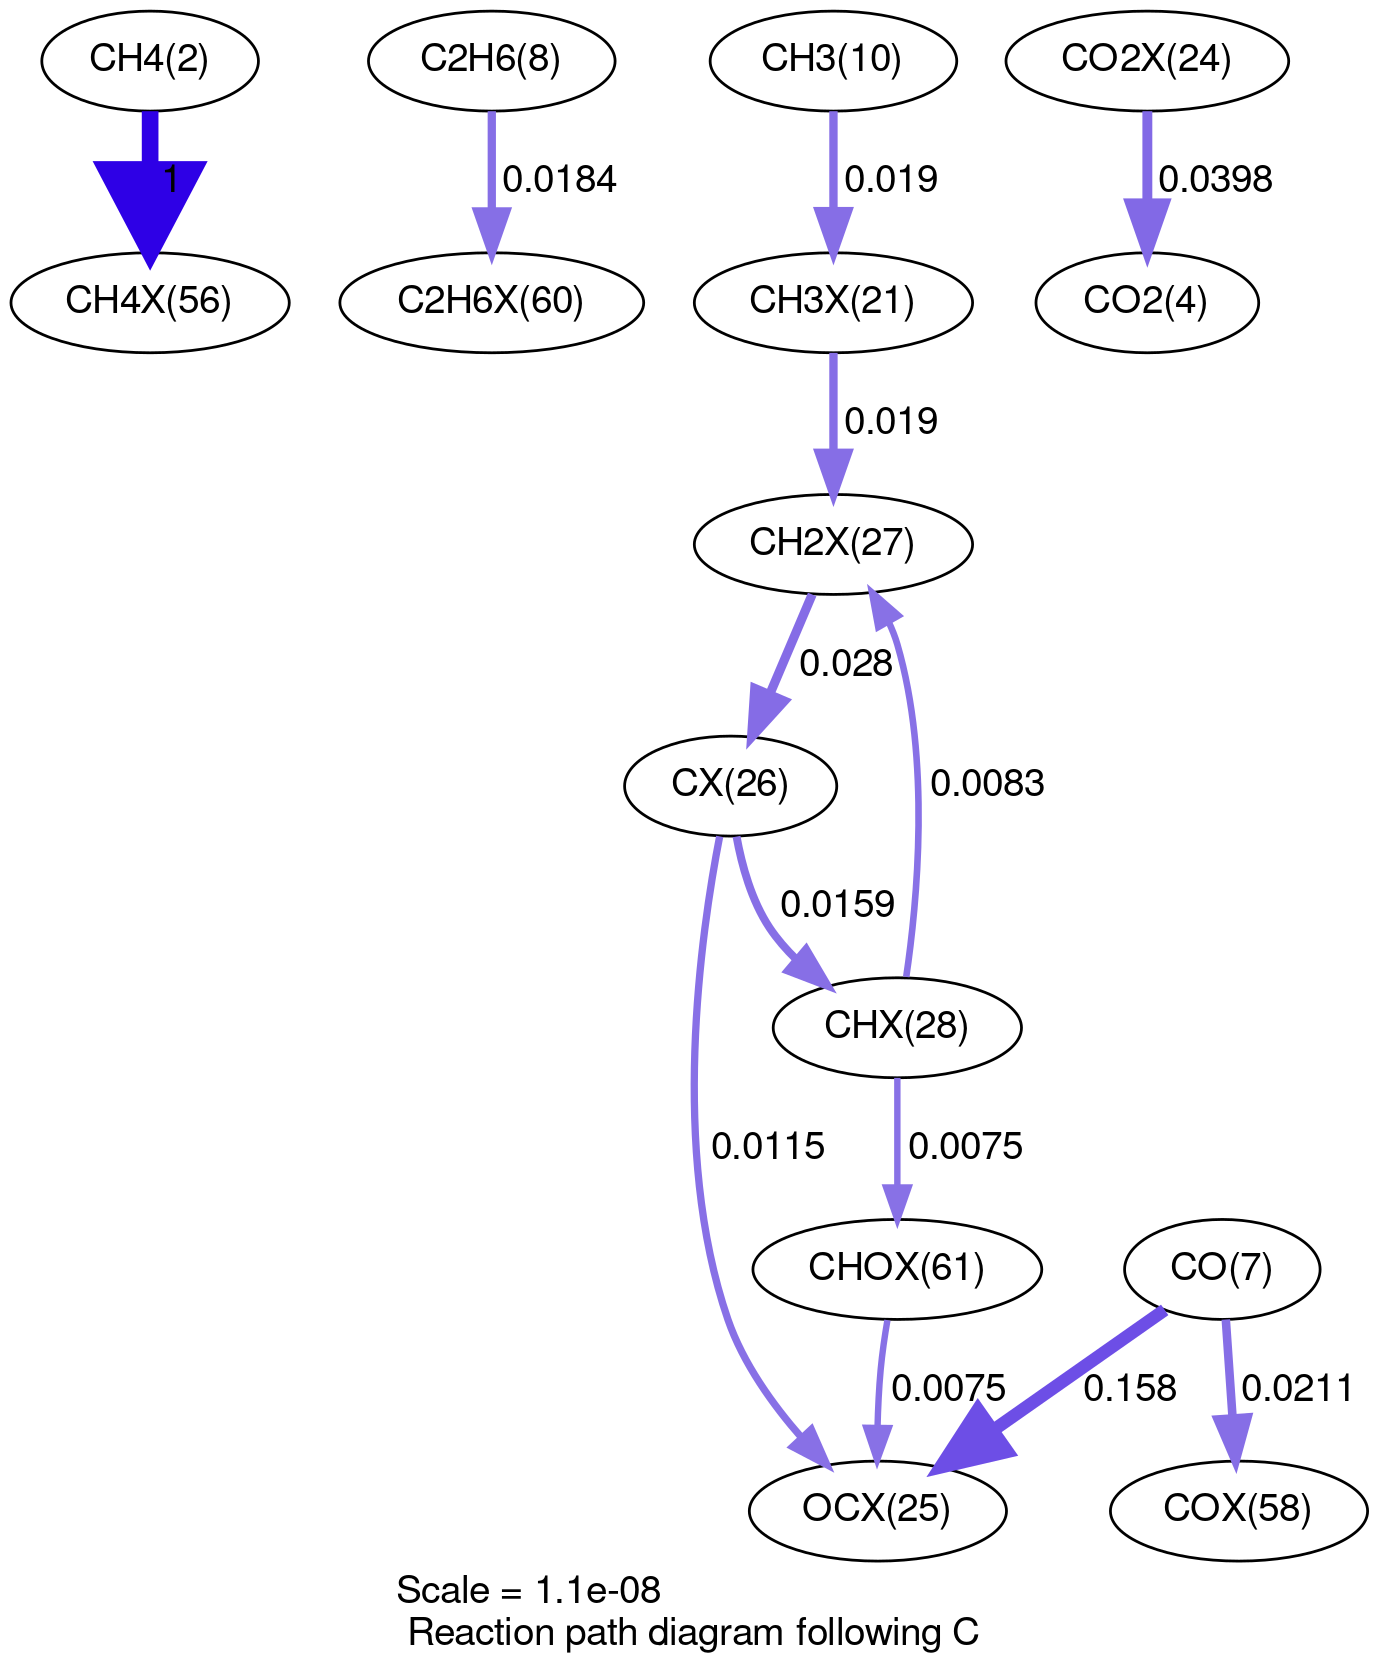 CH4(2)
C2H6(8)
CH3(10)
CO2X(24)
1
0.0184
0.019
0.0398
CH4X(56)
C2H6X(60)
CH3X(21)
CO2(4)
0.019
CH2X(27)
0.028
CX(26)
0.0083
0.0159
CHX(28)
0.0115
0.0075
CHOX(61)
CO(7)
0.0075
0.158
0.0211
OCX(25)
COX(58)
Scale = 1.1e-08
Reaction path diagram following C